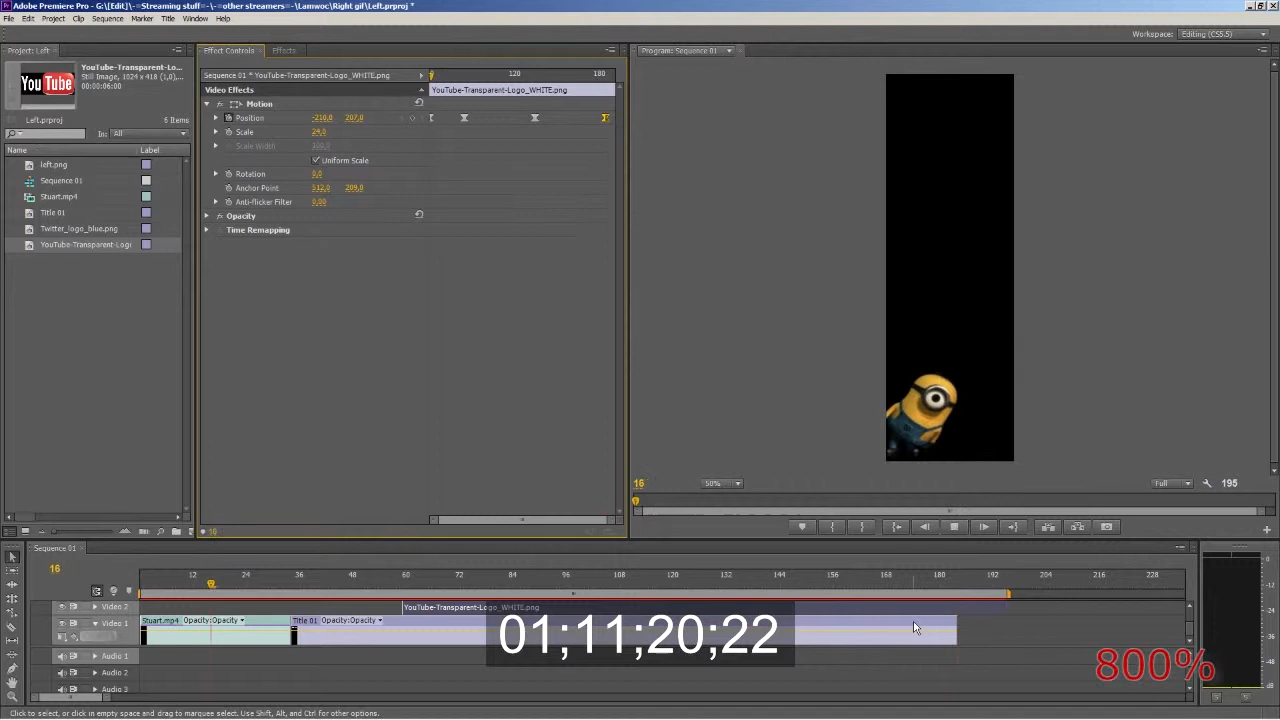 Adobe Premiere Pro - G:\[Edit]\-=Streaming stuff=-\-=other streamers=-\Lamwoc\Right gif\Left.prproj *
File Edit Project Clip Sequence Marker Title Window Help
Workspace: Editing (CS5.5)
Project: Left
YouTube-Transparent-Lo...
Still Image, 1024 x 418 (1,0)
00:00:06:00
You Tube
Left.prproj
6 Items
In: All
Name Label
left.png
Sequence 01
Stuart.mp4
Title 01
Twitter_logo_blue.png
YouTube-Transparent-Logo
Effect Controls Effects
Sequence 01 * YouTube-Transparent-Logo_WHITE.png
120 180
Video Effects
YouTube-Transparent-Logo_WHITE.png
Motion
Position -210,0 207,0
Scale 24,0
Scale Width 100,0
Uniform Scale
Rotation 0,0
Anchor Point 512,0 209,0
Anti-flicker Filter 0,00
Opacity
Time Remapping
16
Program: Sequence 01
16 50% Full 195
Sequence 01
16
12 24 36 48 60 72 84 96 108 120 132 144 156 168 180 192 204 216 228
Video 2
YouTube-Transparent-Logo_WHITE.png
Video 1
Stuart.mp4 Opacity:Opacity
Title 01 Opacity:Opacity
Audio 1
Audio 2
Audio 3
01;11;20;22
800%
0
-12
-24
-36
-48
Click to select, or click in empty space and drag to marquee select. Use Shift, Alt, and Ctrl for other options.